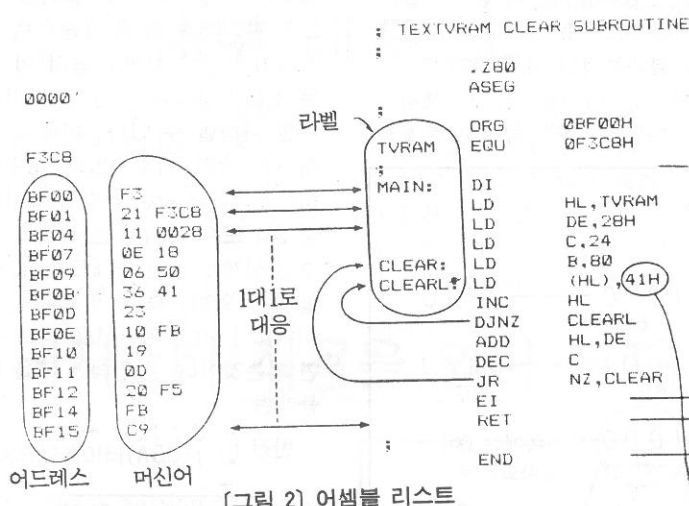 ; TEXTVRAM CLEAR SUBROUTINE
.Z80
ASEG
0000'
;
라벨
ORG 0BF00H
TVRAM EQU 0F3C8H
F3C8
;
BF00 F3 MAIN: DI
BF01 21 F3C8 LD HL,TVRAM
BF04 11 0028 LD DE,28H
BF07 0E 18 LD C,24
BF09 06 50 CLEAR: LD B,80
BF0B 36 41 CLEARL: LD (HL),41H
BF0D 23 INC HL
BF0E 10 FB DJNZ CLEARL
BF10 19 ADD HL,DE
BF11 0D DEC C
BF12 20 F5 JR NZ,CLEAR
BF14 FB EI
BF15 C9 RET
1대1로
대응
;
END
어드레스 머신어
[그림 2] 어셈블 리스트